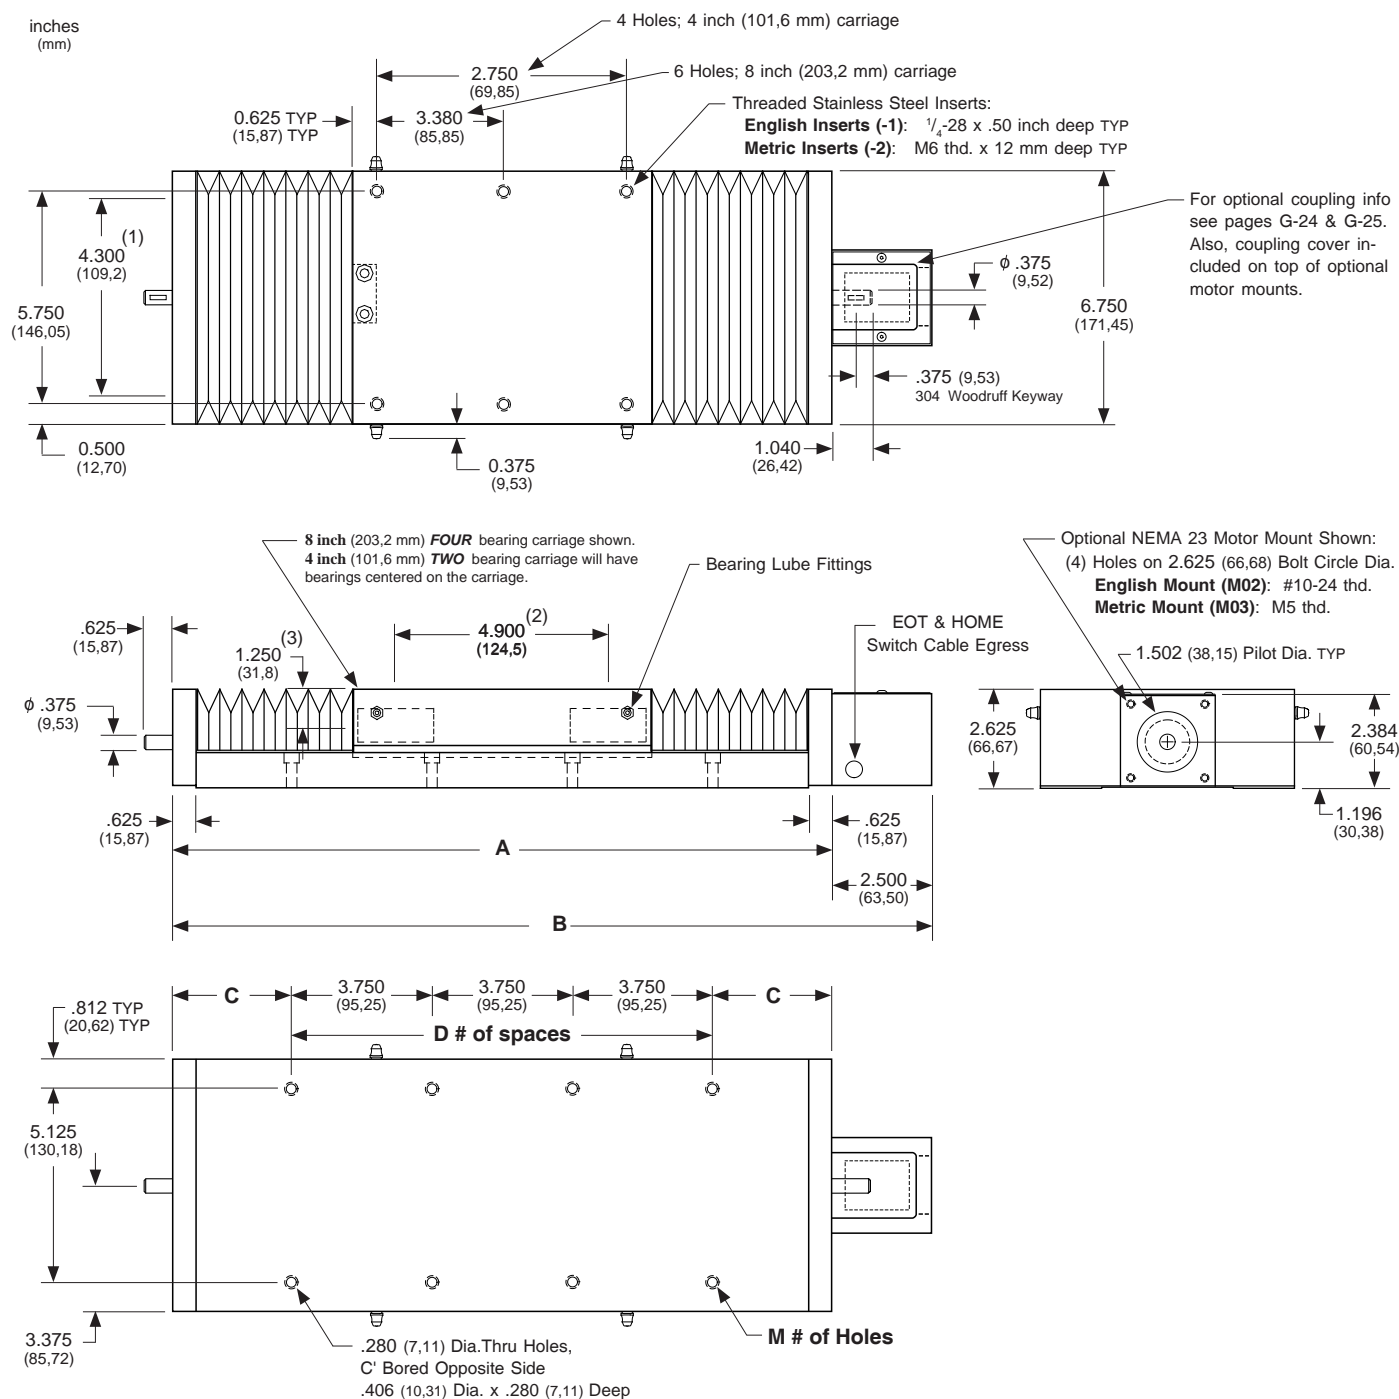 inches
(mm)
4 Holes; 4 inch (101,6 mm) carriage
2.750
(69,85)
6 Holes; 8 inch (203,2 mm) carriage
0.625 TYP
(15,87) TYP
3.380
(85,85)
Threaded Stainless Steel Inserts:
English Inserts (-1): 1/4-28 x .50 inch deep TYP
Metric Inserts (-2): M6 thd. x 12 mm deep TYP
For optional coupling info
see pages G-24 & G-25.
Also, coupling cover in-
cluded on top of optional
motor mounts.
(1)
4.300
(109,2)
ϕ .375
(9,52)
5.750
(146,05)
6.750
(171,45)
.375 (9,53)
304 Woodruff Keyway
0.500
(12,70)
0.375
(9,53)
1.040
(26,42)
8 inch (203,2 mm) FOUR bearing carriage shown.
4 inch (101,6 mm) TWO bearing carriage will have
bearings centered on the carriage.
Bearing Lube Fittings
Optional NEMA 23 Motor Mount Shown:
(4) Holes on 2.625 (66,68) Bolt Circle Dia.
English Mount (M02): #10-24 thd.
Metric Mount (M03): M5 thd.
.625
(15,87)
(3)
1.250
(31,8)
(2)
4.900
(124,5)
EOT & HOME
Switch Cable Egress
1.502 (38,15) Pilot Dia. TYP
ϕ .375
(9,53)
2.625
(66,67)
2.384
(60,54)
1.196
(30,38)
.625
(15,87)
A
.625
(15,87)
2.500
(63,50)
B
.812 TYP
(20,62) TYP
C
3.750
(95,25)
3.750
(95,25)
3.750
(95,25)
C
D # of spaces
5.125
(130,18)
3.375
(85,72)
.280 (7,11) Dia.Thru Holes,
C' Bored Opposite Side
.406 (10,31) Dia. x .280 (7,11) Deep
M # of Holes